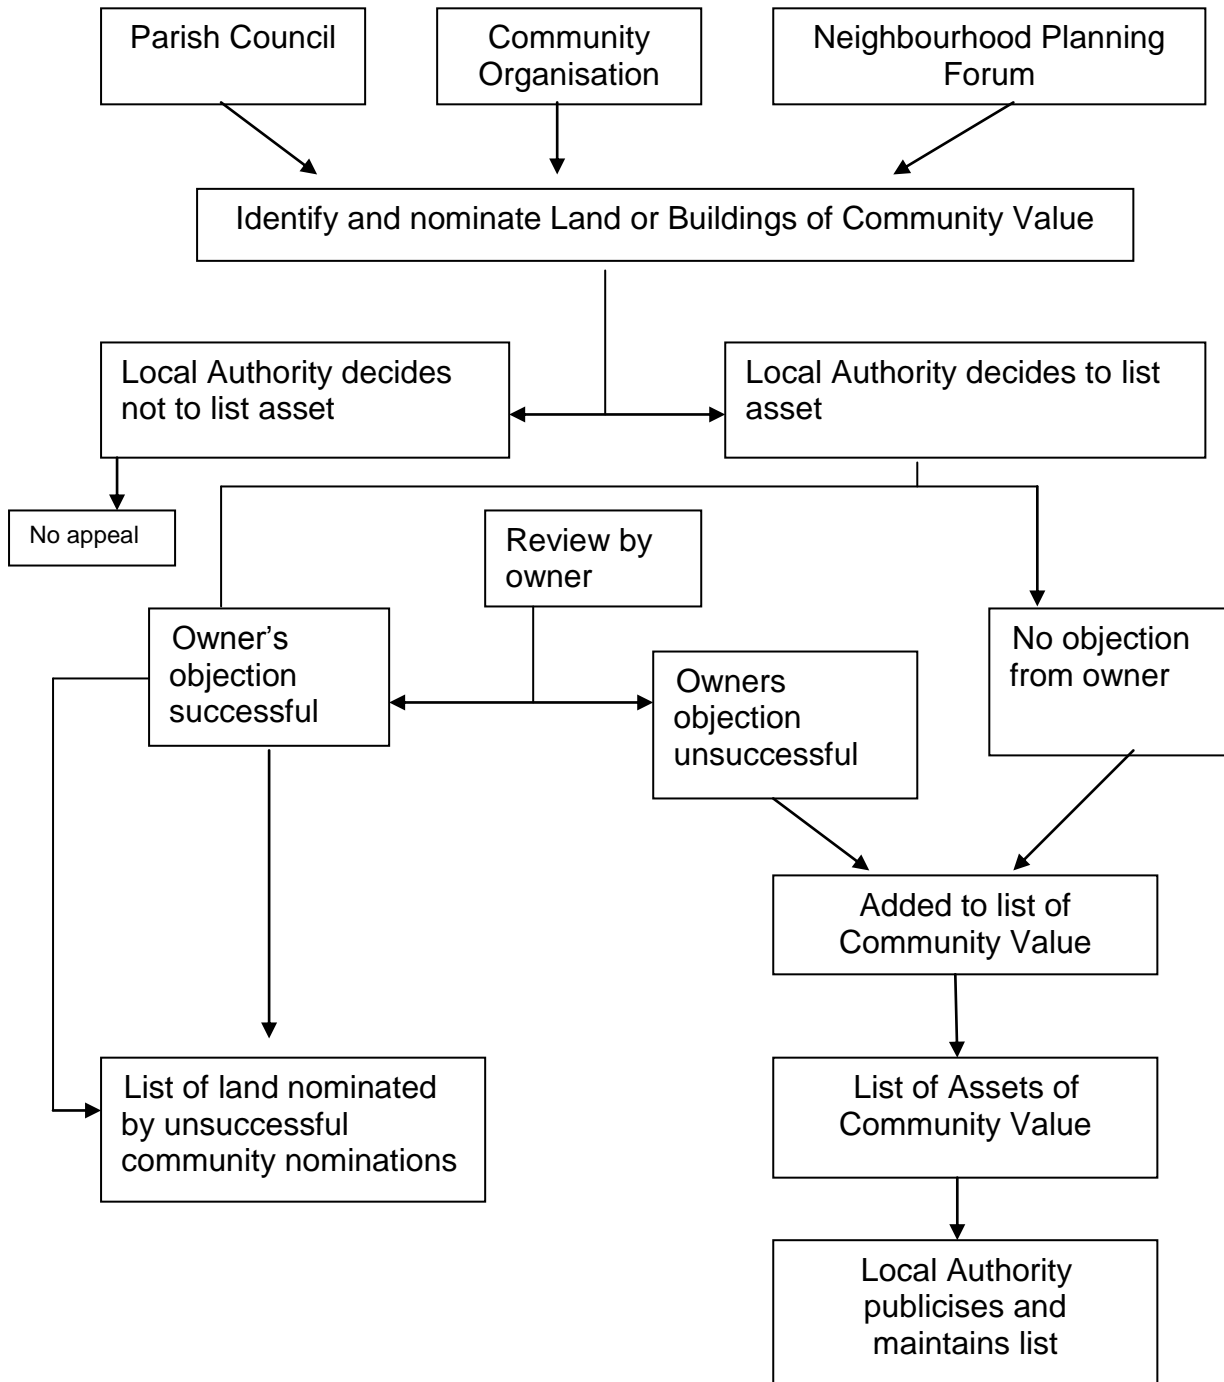 Parish Council
Community
Organisation
Neighbourhood Planning
Forum
Identify and nominate Land or Buildings of Community Value
Local Authority decides
not to list asset
Local Authority decides to list
asset
No appeal
Review by
owner
Owner’s
objection
successful
Owners
objection
unsuccessful
No objection
from owner
Added to list of
Community Value
List of land nominated
by unsuccessful
community nominations
List of Assets of
Community Value
Local Authority
publicises and
maintains list